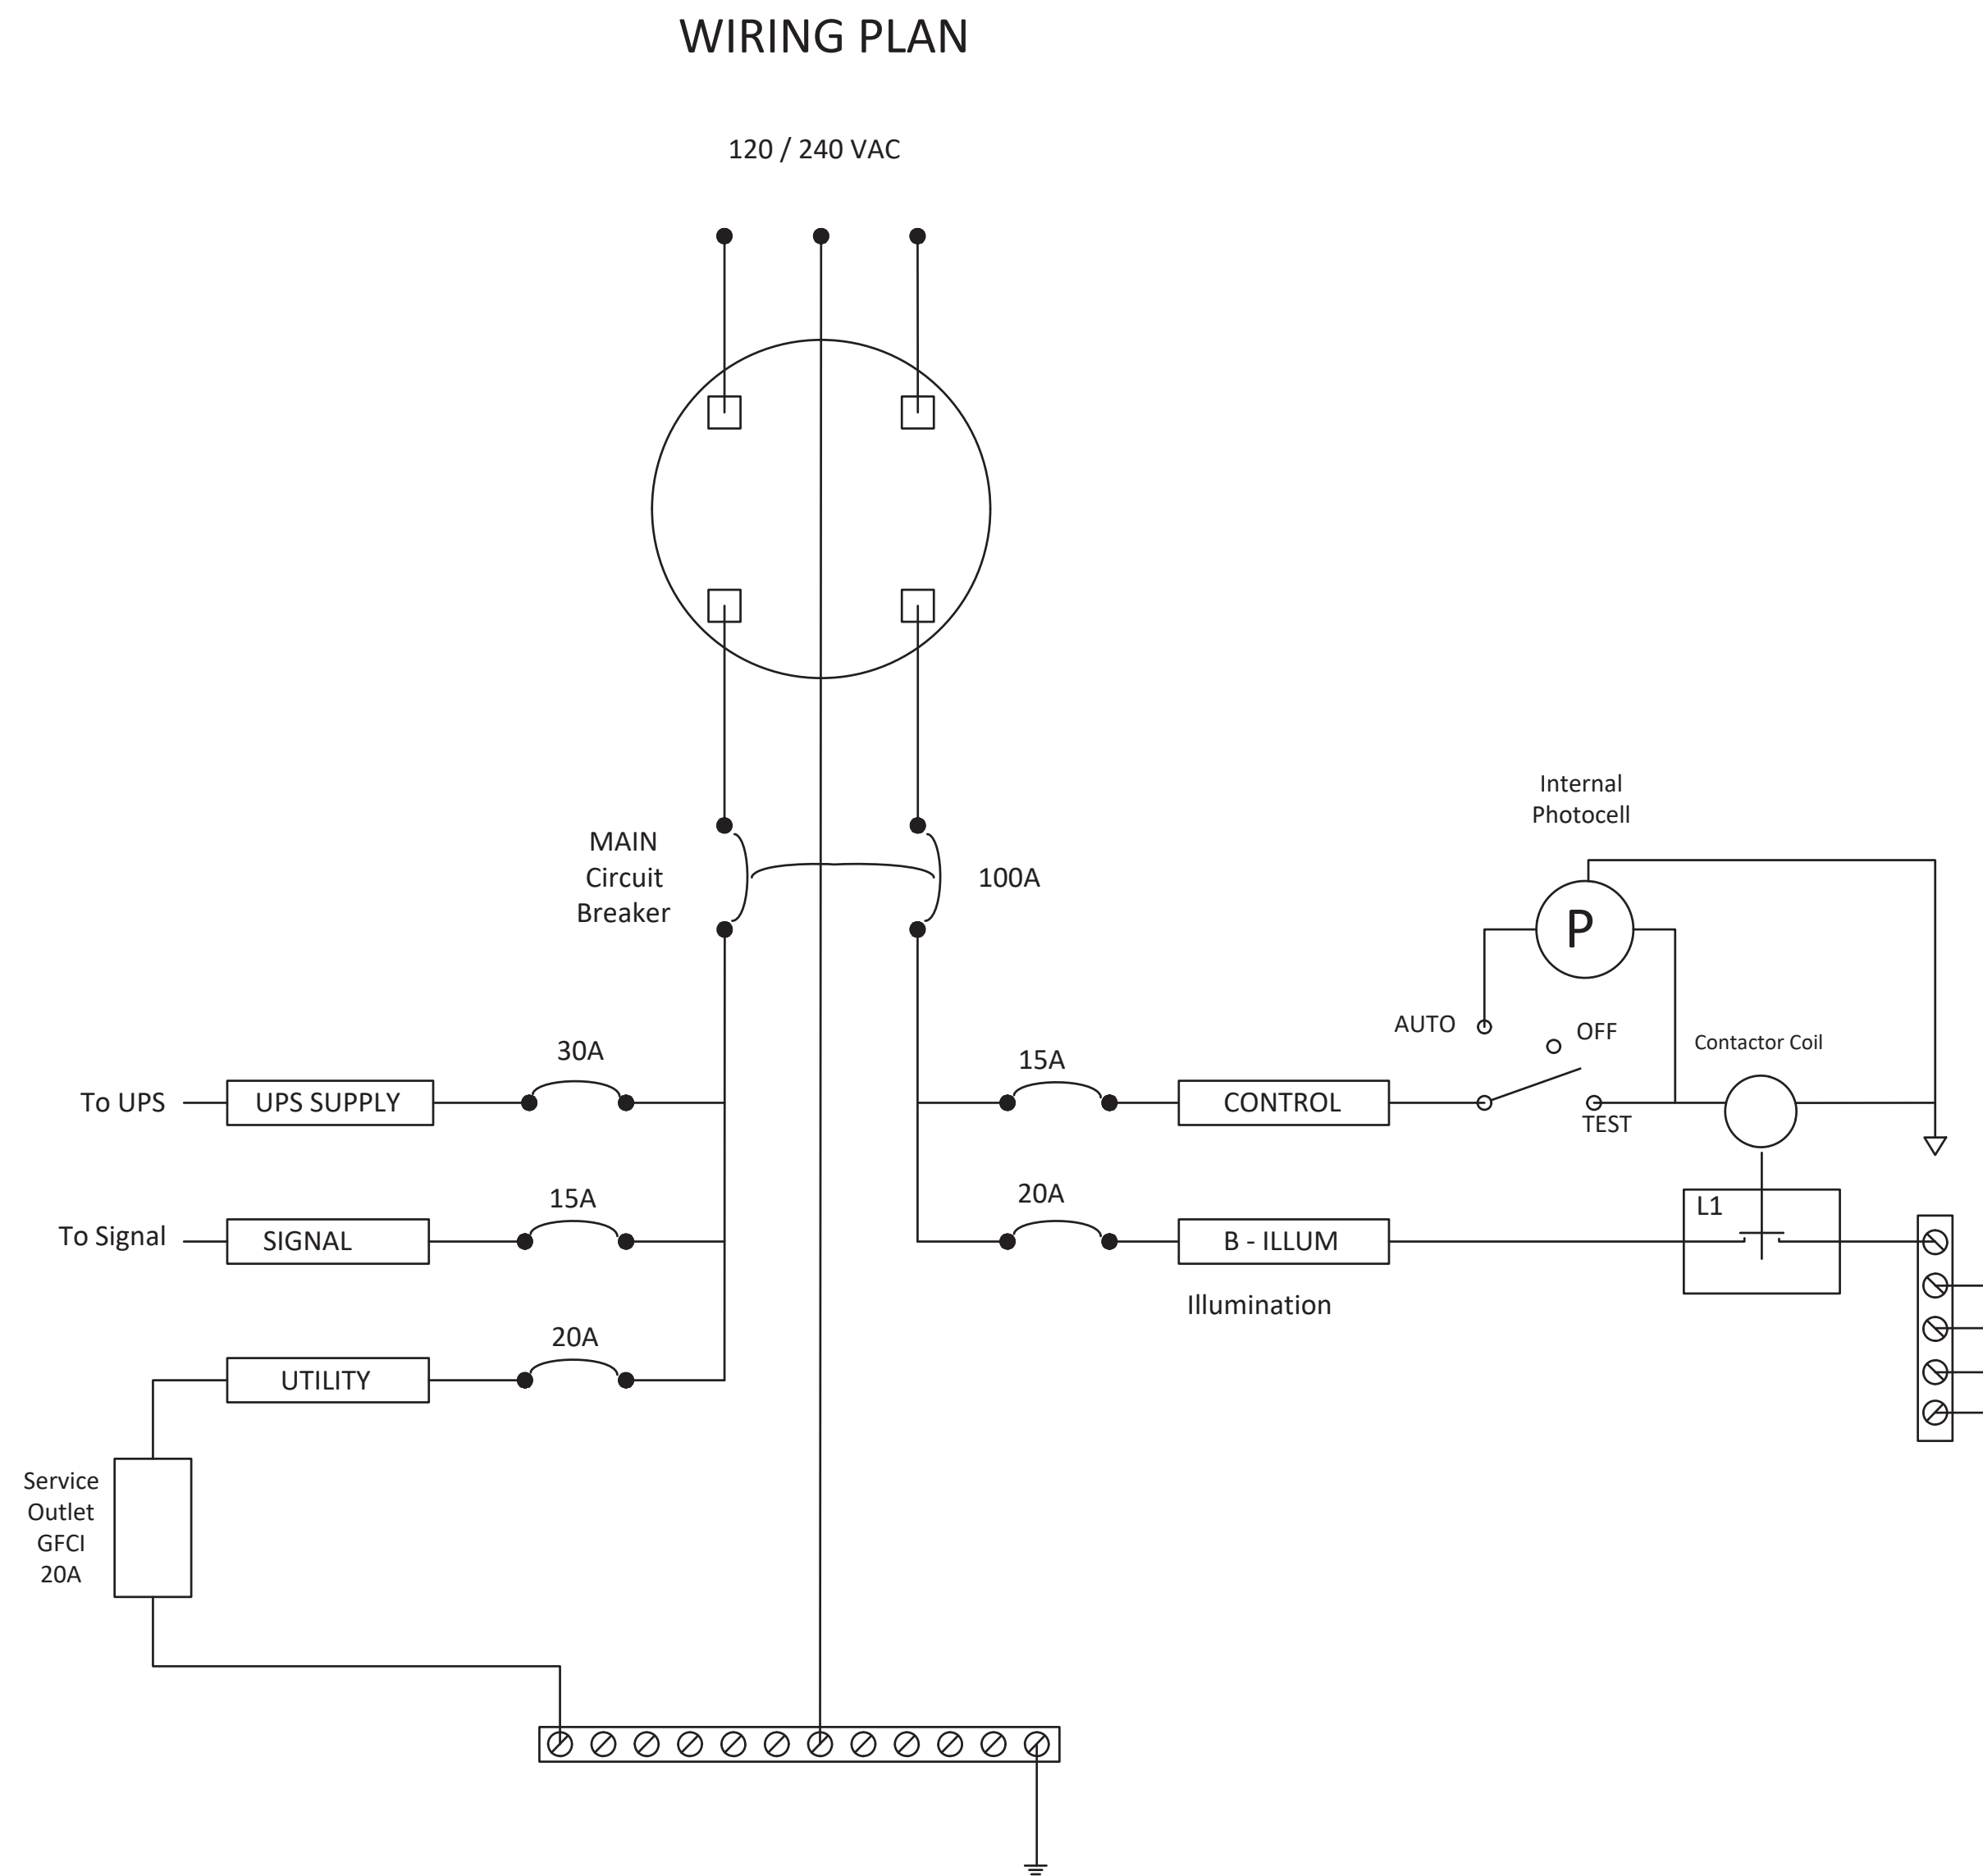 WIRING PLAN
120 / 240 VAC
MAIN
Circuit
Breaker
100A
Internal
Photocell
P
AUTO
OFF
Contactor Coil
30A
To UPS
UPS SUPPLY
15A
CONTROL
TEST
15A
To Signal
SIGNAL
20A
B - ILLUM
L1
Illumination
20A
UTILITY
Service
Outlet
GFCI
20A